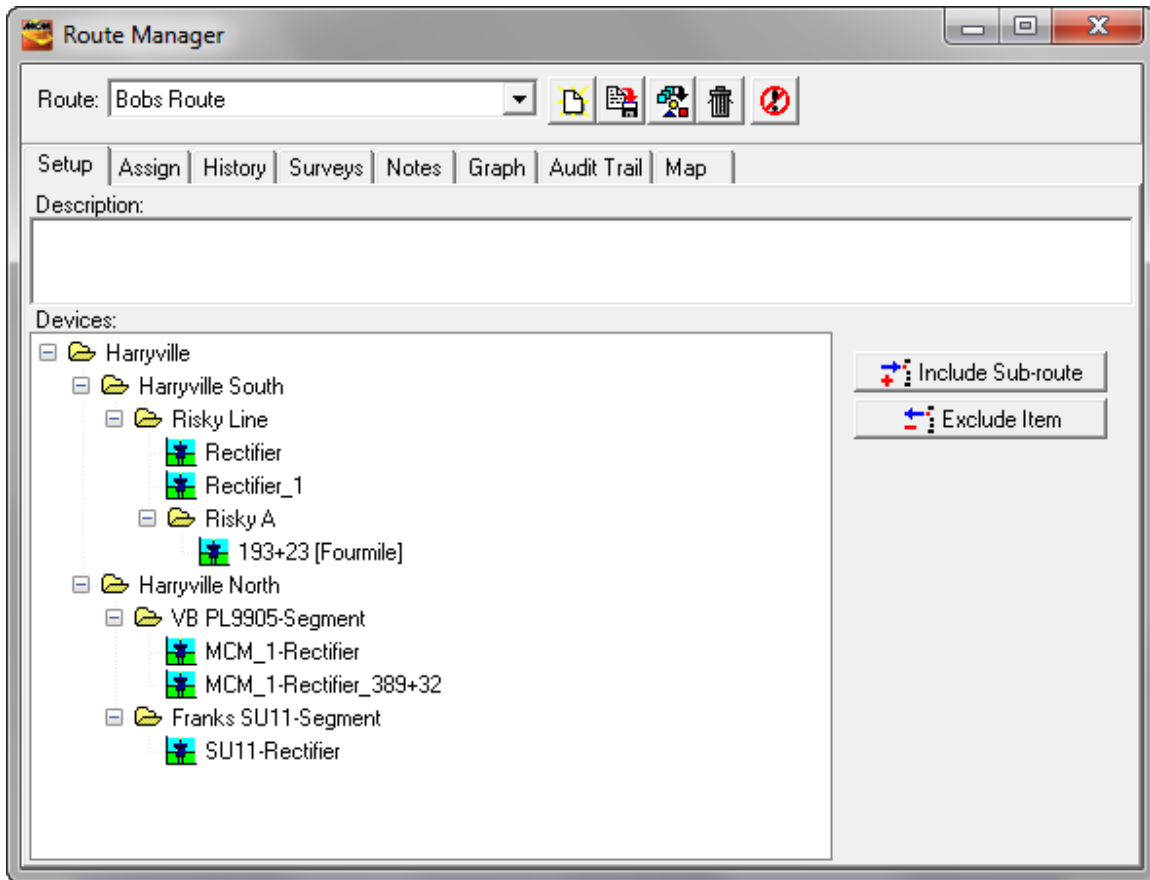 MCM Route Manager
Route: Bobs Route
Setup Assign History Surveys Notes Graph Audit Trail Map
Description:
Devices:
Harryville
Include Sub-route
Harryville South
Exclude Item
Risky Line
Rectifier
Rectifier_1
Risky A
193+23 [Fourmile]
Harryville North
VB PL9905-Segment
MCM_1-Rectifier
MCM_1-Rectifier_389+32
Franks SU11-Segment
SU11-Rectifier